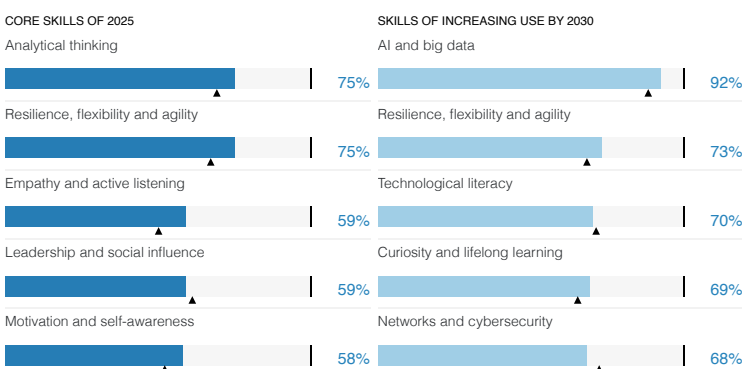 CORE SKILLS OF 2025
Analytical thinking
75%
Resilience, flexibility and agility
75%
Empathy and active listening
59%
Leadership and social influence
59%
Motivation and self-awareness
58%
SKILLS OF INCREASING USE BY 2030
AI and big data
92%
Resilience, flexibility and agility
73%
Technological literacy
70%
Curiosity and lifelong learning
69%
Networks and cybersecurity
68%